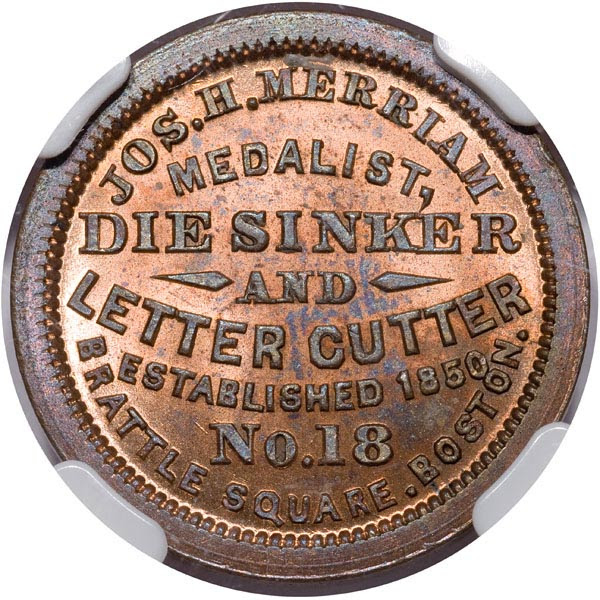 JOS. H. MERRIAM
MEDALIST,
DIE SINKER
AND
LETTER CUTTER
ESTABLISHED 1850.
No. 18
BRATTLE SQUARE. BOSTON.